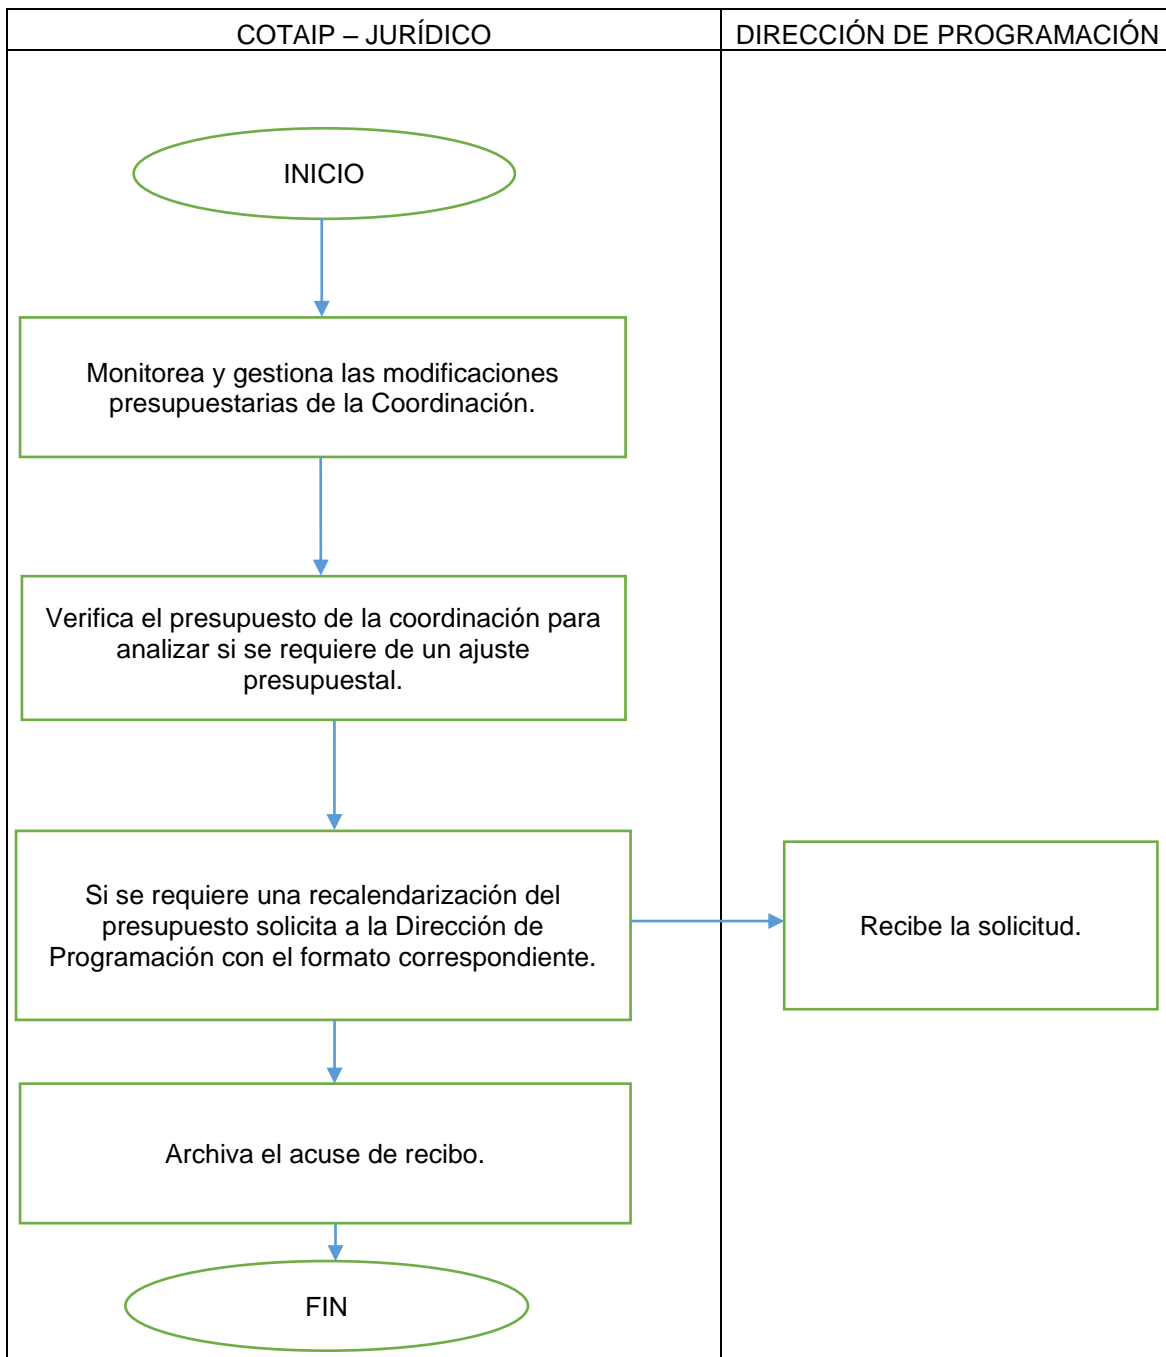 COTAIP – JURÍDICO
DIRECCIÓN DE PROGRAMACIÓN
INICIO
Monitorea y gestiona las modificaciones
presupuestarias de la Coordinación.
Verifica el presupuesto de la coordinación para
analizar si se requiere de un ajuste
presupuestal.
Si se requiere una recalendarización del
presupuesto solicita a la Dirección de
Programación con el formato correspondiente.
Recibe la solicitud.
Archiva el acuse de recibo.
FIN